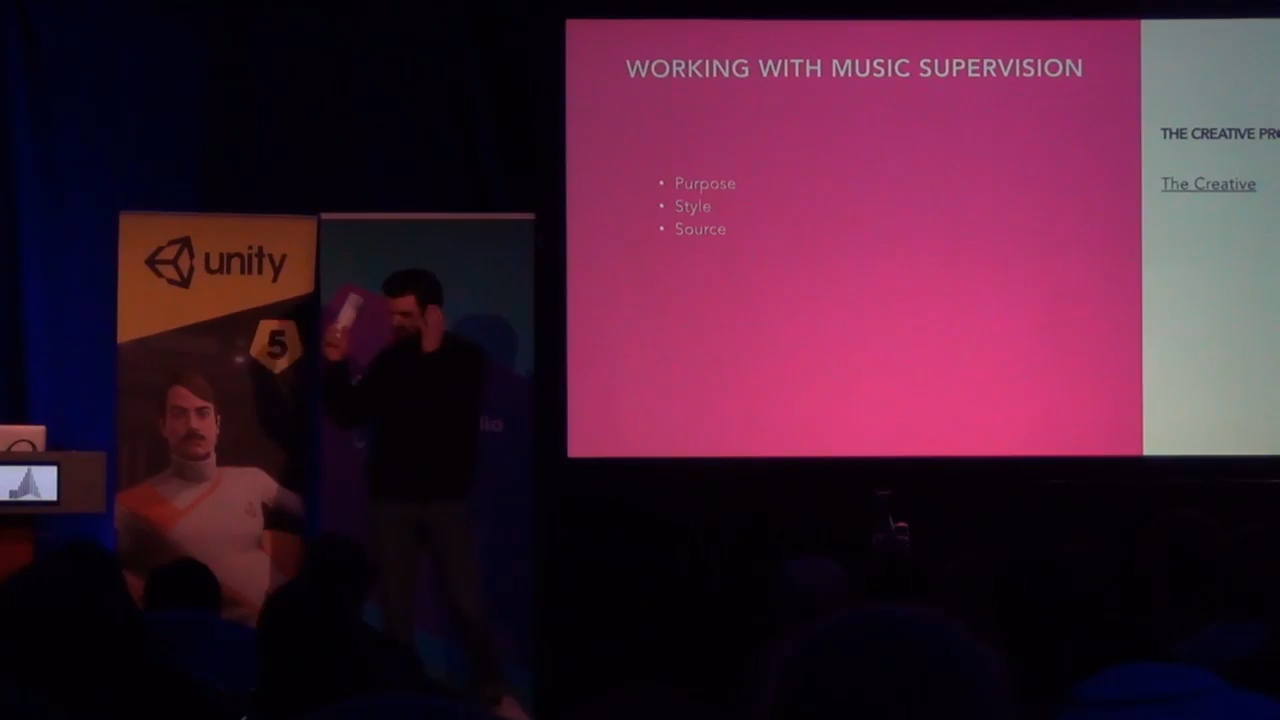 WORKING WITH MUSIC SUPERVISION
• Purpose
• Style
• Source
THE CREATIVE PR
The Creative
unity
5